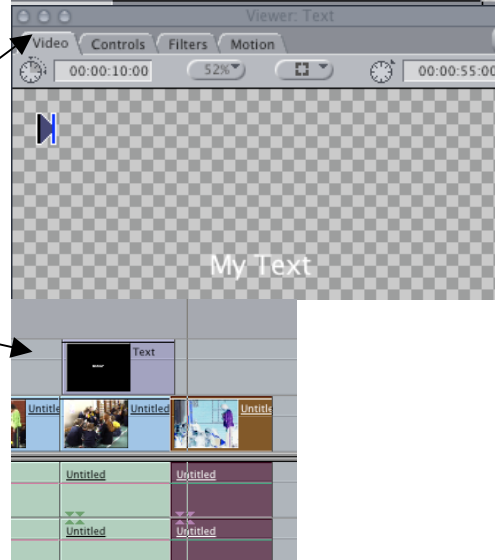 Viewer: Text
Video Controls Filters Motion
00:00:10:00 52% 00:00:55:00
My Text
Text
Untitle Untitled Untitle
Untitled Untitled
Untitled Untitled